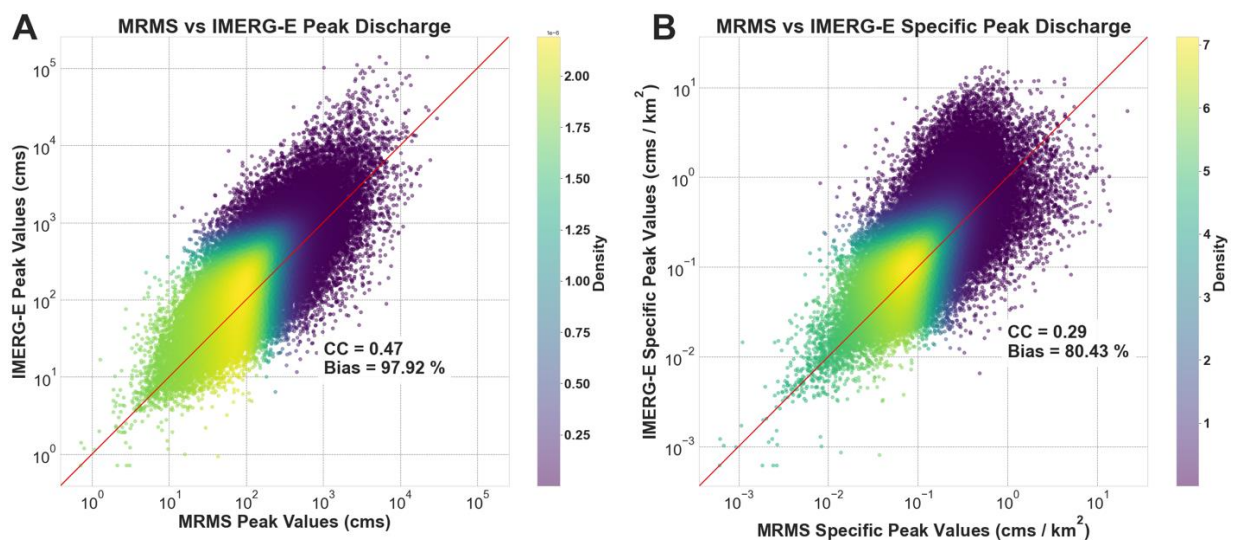 A
MRMS vs IMERG-E Peak Discharge
10^5
10^4
10^3
10^2
10^1
10^0
IMERG-E Peak Values (cms)
CC = 0.47
Bias = 97.92 %
10^0 10^1 10^2 10^3 10^4 10^5
MRMS Peak Values (cms)
2.00
1.75
1.50
1.25
1.00
0.75
0.50
0.25
Density
B
MRMS vs IMERG-E Specific Peak Discharge
10^1
10^0
10^−1
10^−2
10^−3
IMERG-E Specific Peak Values (cms / km^2)
CC = 0.29
Bias = 80.43 %
10^−3 10^−2 10^−1 10^0 10^1
MRMS Specific Peak Values (cms / km^2)
7
6
5
4
3
2
1
Density